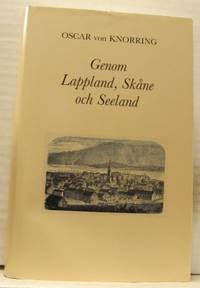 OSCAR von KNORRING
Genom
Lappland, Skåne
och Seeland